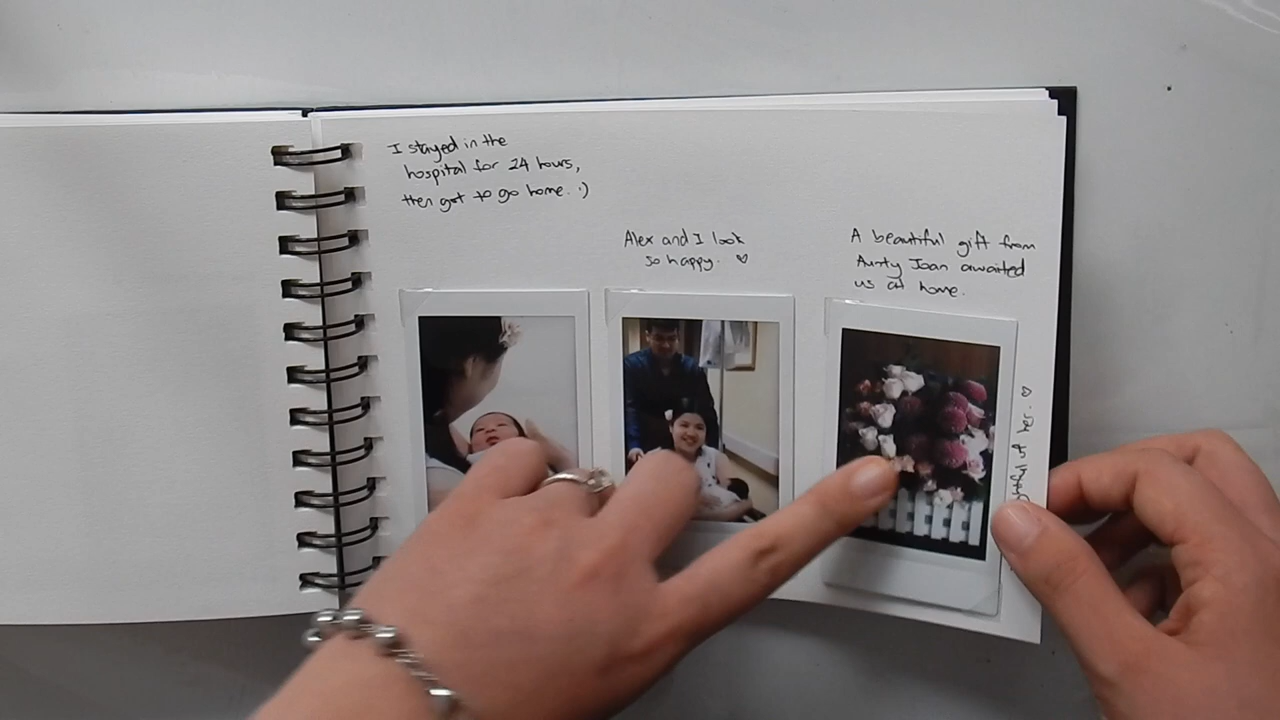 I stayed in the
hospital for 24 hours,
then got to go home. :)
Alex and I look
so happy. ♡
A beautiful gift from
Aunty Joan awaited
us at home.
of her. ♡